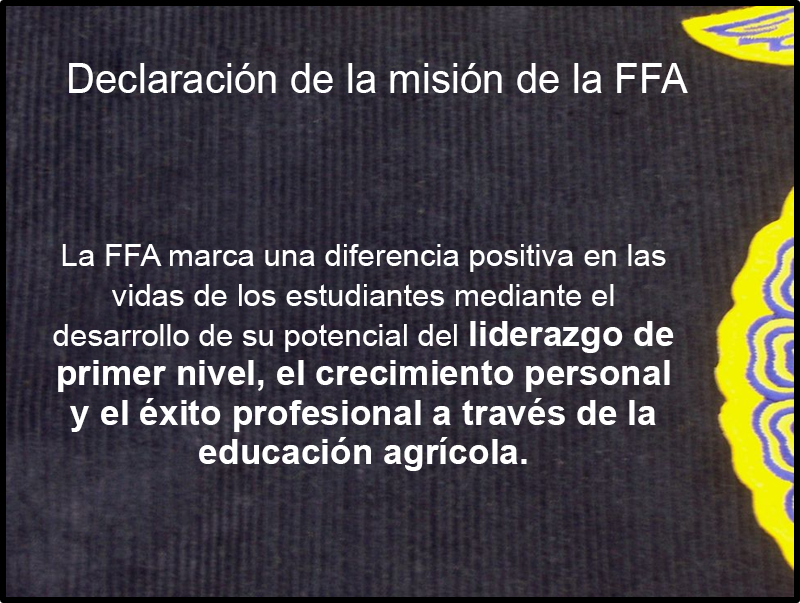 Declaración de la misión de la FFA
La FFA marca una diferencia positiva en las
vidas de los estudiantes mediante el
desarrollo de su potencial del liderazgo de
primer nivel, el crecimiento personal
y el éxito profesional a través de la
educación agrícola.